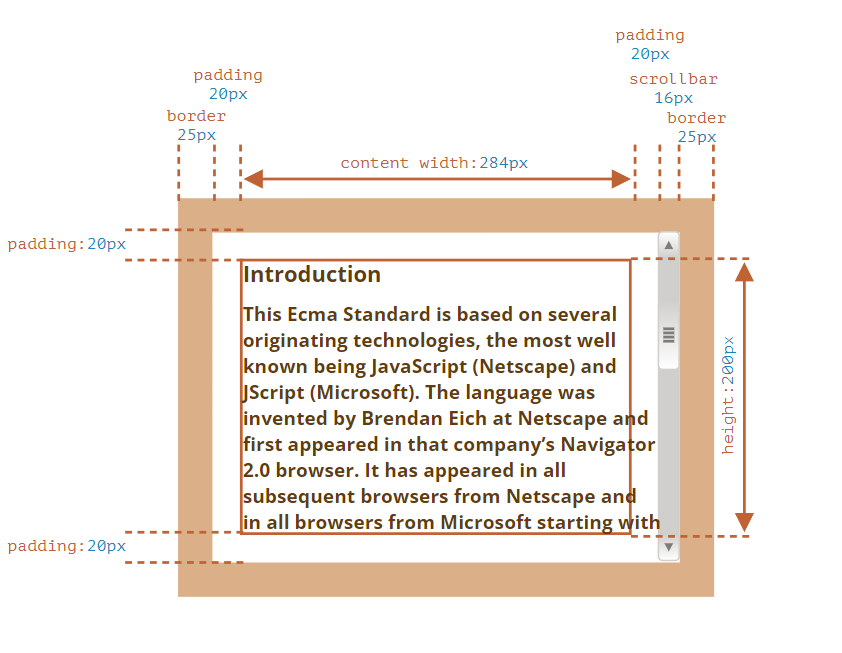 padding
20px
scrollbar
16px
border
25px
padding
20px
border
25px
content width:284px
padding:20px
Introduction
This Ecma Standard is based on several
originating technologies, the most well
known being JavaScript (Netscape) and
JScript (Microsoft). The language was
invented by Brendan Eich at Netscape and
first appeared in that company’s Navigator
2.0 browser. It has appeared in all
subsequent browsers from Netscape and
in all browsers from Microsoft starting with
height:200px
padding:20px